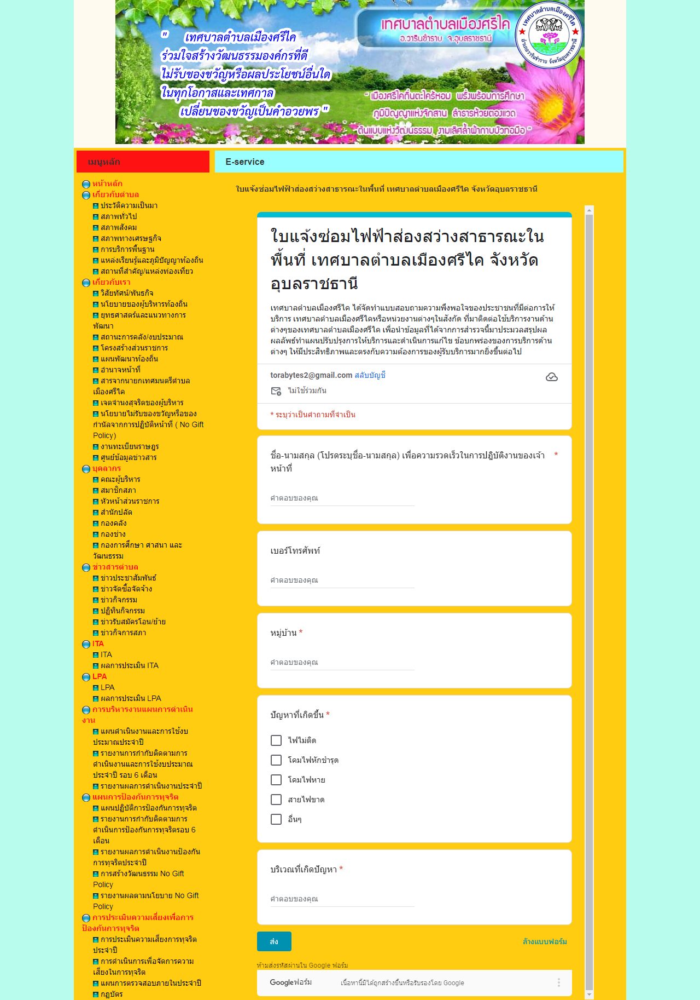 " เทศบาลตำบลเมืองศรีไค
ร่วมใจสร้างวัฒนธรรมองค์กรที่ดี
ไม่รับของขวัญหรือผลประโยชน์อื่นใด
ในทุกโอกาสและเทศกาล
เปลี่ยนของขวัญเป็นคำอวยพร "
เทศบาลตำบลเมืองศรีไค
อ.วารินชำราบ จ.อุบลราชธานี
เทศบาลตำบลเมืองศรีไค
อำเภอวารินชำราบ จังหวัดอุบลราชธานี
" เมืองศรีไคถิ่นตะไคร้หอม พรั่งพร้อมการศึกษา
ภูมิปัญญาแห่งจักสาน ลำธารห้วยตองแวด
ต้นแบบแห่งวัฒนธรรม งามเลิศล้ำผ้ากาบบัวทอมือ "
เมนูหลัก
หน้าหลัก
เกี่ยวกับตำบล
ประวัติความเป็นมา
สภาพทั่วไป
สภาพสังคม
สภาพทางเศรษฐกิจ
การบริการพื้นฐาน
แหล่งเรียนรู้และภูมิปัญญาท้องถิ่น
สถานที่สำคัญ/แหล่งท่องเที่ยว
เกี่ยวกับเรา
วิสัยทัศน์/พันธกิจ
นโยบายของผู้บริหารท้องถิ่น
ยุทธศาสตร์และแนวทางการ
พัฒนา
สถานะการคลัง/งบประมาณ
โครงสร้างส่วนราชการ
แผนพัฒนาท้องถิ่น
อำนาจหน้าที่
สารจากนายกเทศมนตรีตำบล
เมืองศรีไค
เจตจำนงสุจริตของผู้บริหาร
นโยบายไม่รับของขวัญหรือของ
กำนัลจากการปฏิบัติหน้าที่ ( No Gift
Policy)
งานทะเบียนราษฎร
ศูนย์ข้อมูลข่าวสาร
บุคลากร
คณะผู้บริหาร
สมาชิกสภา
หัวหน้าส่วนราชการ
สำนักปลัด
กองคลัง
กองช่าง
กองการศึกษา ศาสนา และ
วัฒนธรรม
ข่าวสารตำบล
ข่าวประชาสัมพันธ์
ข่าวจัดซื้อจัดจ้าง
ข่าวกิจกรรม
ปฏิทินกิจกรรม
ข่าวรับสมัครโอน/ย้าย
ข่าวกิจการสภา
ITA
ITA
ผลการประเมิน ITA
LPA
LPA
ผลการประเมิน LPA
การบริหารงานแผนการดำเนิน
งาน
แผนดำเนินงานและการใช้งบ
ประมาณประจำปี
รายงานการกำกับติดตามการ
ดำเนินงานและการใช้งบประมาณ
ประจำปี รอบ 6 เดือน
รายงานผลการดำเนินงานประจำปี
แผนการป้องกันการทุจริต
แผนปฏิบัติการป้องกันการทุจริต
รายงานการกำกับติดตามการ
ดำเนินการป้องกันการทุจริตรอบ 6
เดือน
รายงานผลการดำเนินงานป้องกัน
การทุจริตประจำปี
การสร้างวัฒนธรรม No Gift
Policy
รายงานผลตามนโยบาย No Gift
Policy
การประเมินความเสี่ยงเพื่อการ
ป้องกันการทุจริต
การประเมินความเสี่ยงการทุจริต
ประจำปี
การดำเนินการเพื่อจัดการความ
เสี่ยงในการทุจริต
แผนการตรวจสอบภายในประจำปี
กฎบัตร
E-service
ใบแจ้งซ่อมไฟฟ้าส่องสว่างสาธารณะในพื้นที่ เทศบาลตำบลเมืองศรีไค จังหวัดอุบลราชธานี
ใบแจ้งซ่อมไฟฟ้าส่องสว่างสาธารณะใน
พื้นที่ เทศบาลตำบลเมืองศรีไค จังหวัด
อุบลราชธานี
เทศบาลตำบลเมืองศรีไค ได้จัดทำแบบสอบถามความพึงพอใจของประชาชนที่มีต่อการให้
บริการ เทศบาลตำบลเมืองศรีไคหรือหน่วยงานต่างๆในสังกัด ที่มาติดต่อใช้บริการงานด้าน
ต่างๆของเทศบาลตำบลเมืองศรีไค เพื่อนำข้อมูลที่ได้จากการสำรวจนี้มาประมวลสรุปผล
ผลลัพธ์ทำแผนปรับปรุงการให้บริการและดำเนินการแก้ไข ข้อบกพร่องของการบริการด้าน
ต่างๆ ให้มีประสิทธิภาพและตรงกับความต้องการของผู้รับบริการมากยิ่งขึ้นต่อไป
torabytes2@gmail.com สลับบัญชี
ไม่ใช้ร่วมกัน
* ระบุว่าเป็นคำถามที่จำเป็น
ชื่อ-นามสกุล (โปรดระบุชื่อ-นามสกุล) เพื่อความรวดเร็วในการปฏิบัติงานของเจ้า *
หน้าที่
คำตอบของคุณ
เบอร์โทรศัพท์
คำตอบของคุณ
หมู่บ้าน *
คำตอบของคุณ
ปัญหาที่เกิดขึ้น *
ไฟไม่ติด
โคมไฟหักชำรุด
โคมไฟหาย
สายไฟขาด
อื่นๆ
บริเวณที่เกิดปัญหา *
คำตอบของคุณ
ส่ง
ล้างแบบฟอร์ม
ห้ามส่งรหัสผ่านใน Google ฟอร์ม
Googleฟอร์ม
เนื้อหานี้มิได้ถูกสร้างขึ้นหรือรับรองโดย Google